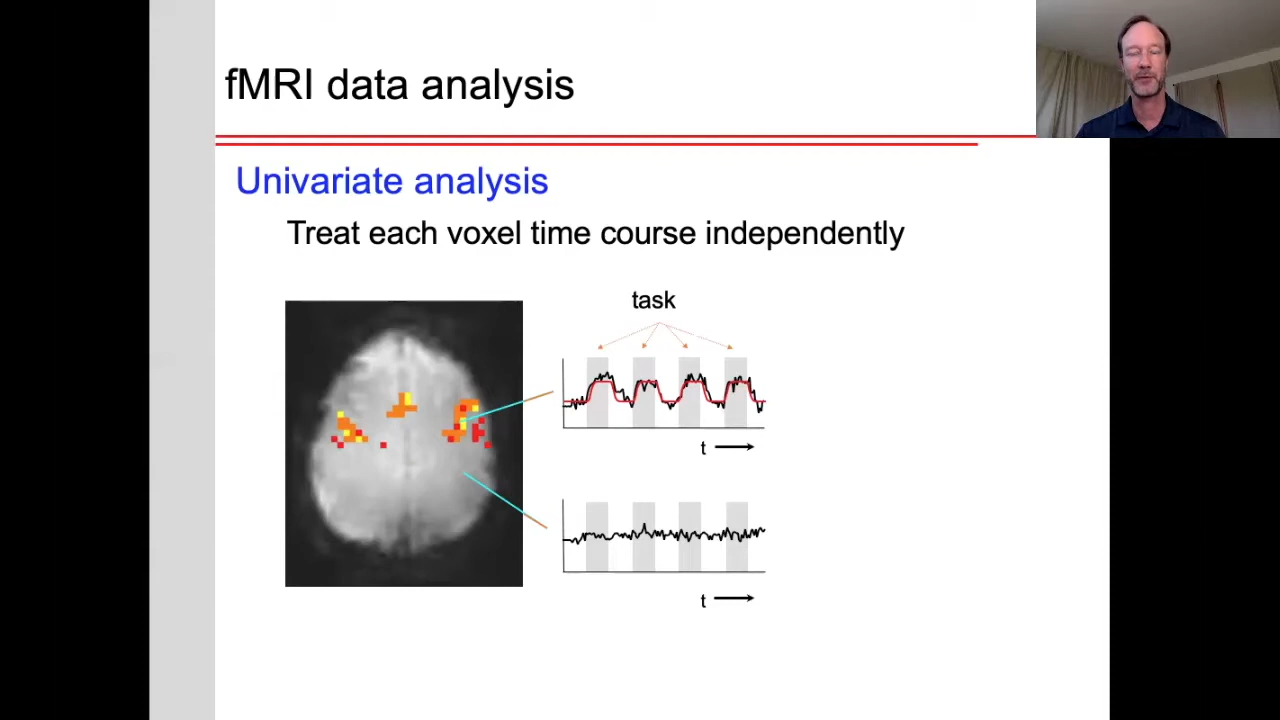 fMRI data analysis
Univariate analysis
Treat each voxel time course independently
task
t
t